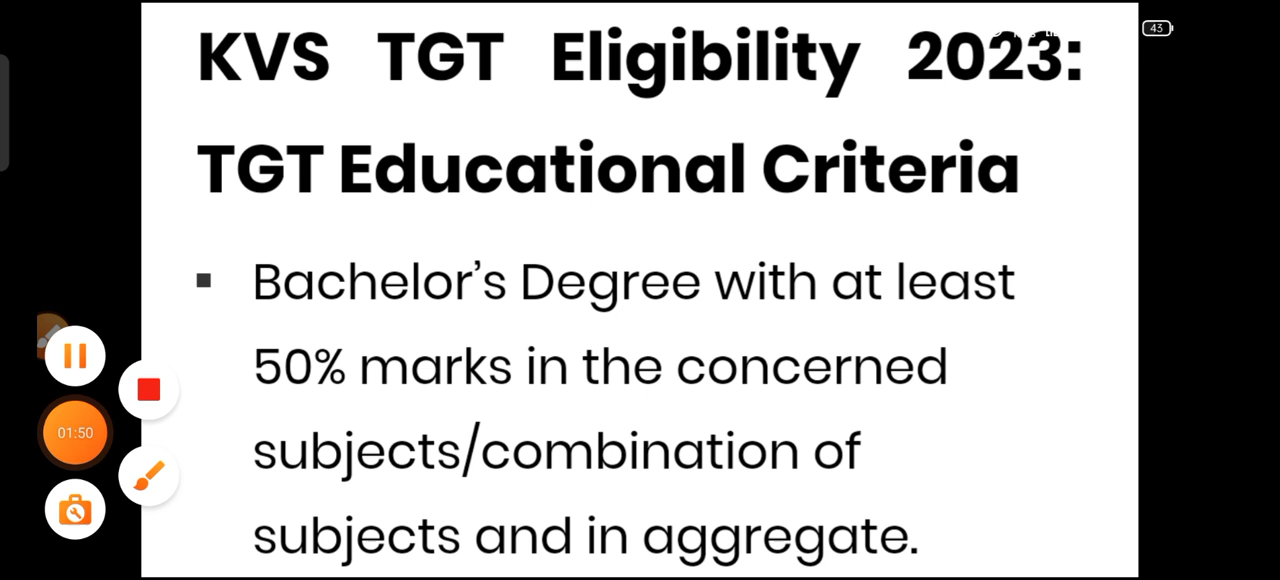 KVS TGT Eligibility 2023:
43
TGT Educational Criteria
▪ Bachelor’s Degree with at least
50% marks in the concerned
subjects/combination of
subjects and in aggregate.
01:50